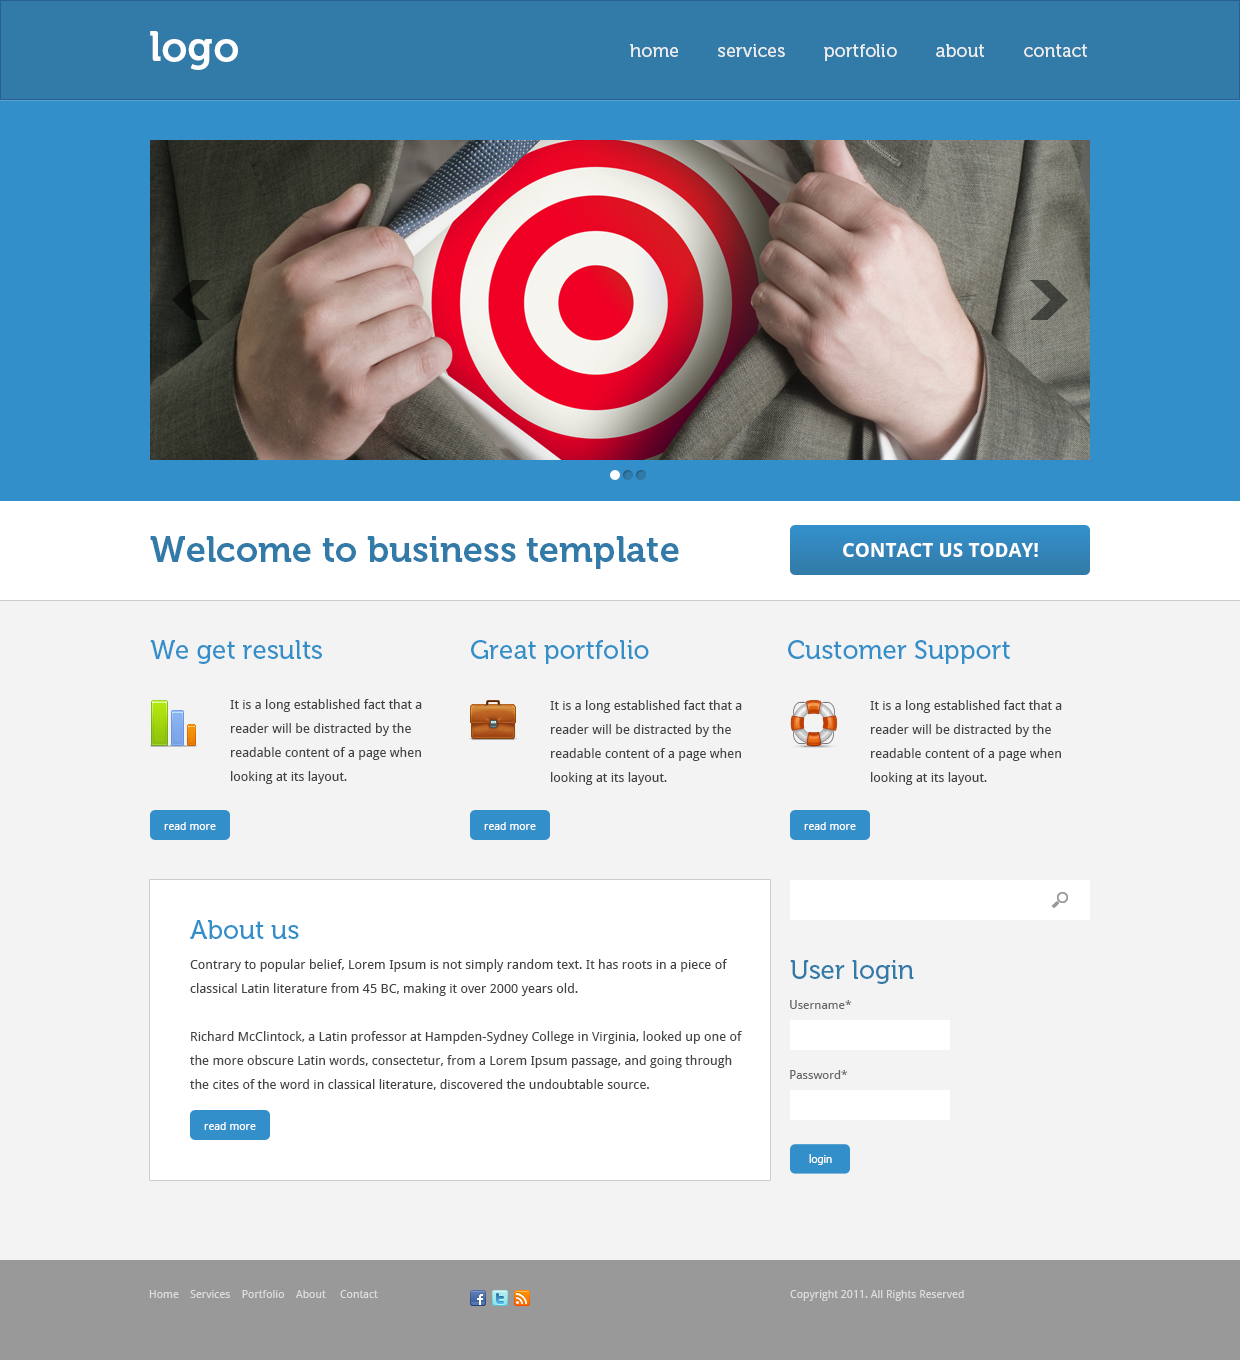 logo
home services portfolio about contact
Welcome to business template
CONTACT US TODAY!
We get results
It is a long established fact that a
reader will be distracted by the
readable content of a page when
looking at its layout.
read more
Great portfolio
It is a long established fact that a
reader will be distracted by the
readable content of a page when
looking at its layout.
read more
Customer Support
It is a long established fact that a
reader will be distracted by the
readable content of a page when
looking at its layout.
read more
About us
Contrary to popular belief, Lorem Ipsum is not simply random text. It has roots in a piece of
classical Latin literature from 45 BC, making it over 2000 years old.
Richard McClintock, a Latin professor at Hampden-Sydney College in Virginia, looked up one of
the more obscure Latin words, consectetur, from a Lorem Ipsum passage, and going through
the cites of the word in classical literature, discovered the undoubtable source.
read more
User login
Username*
Password*
login
Home Services Portfolio About Contact
Copyright 2011. All Rights Reserved